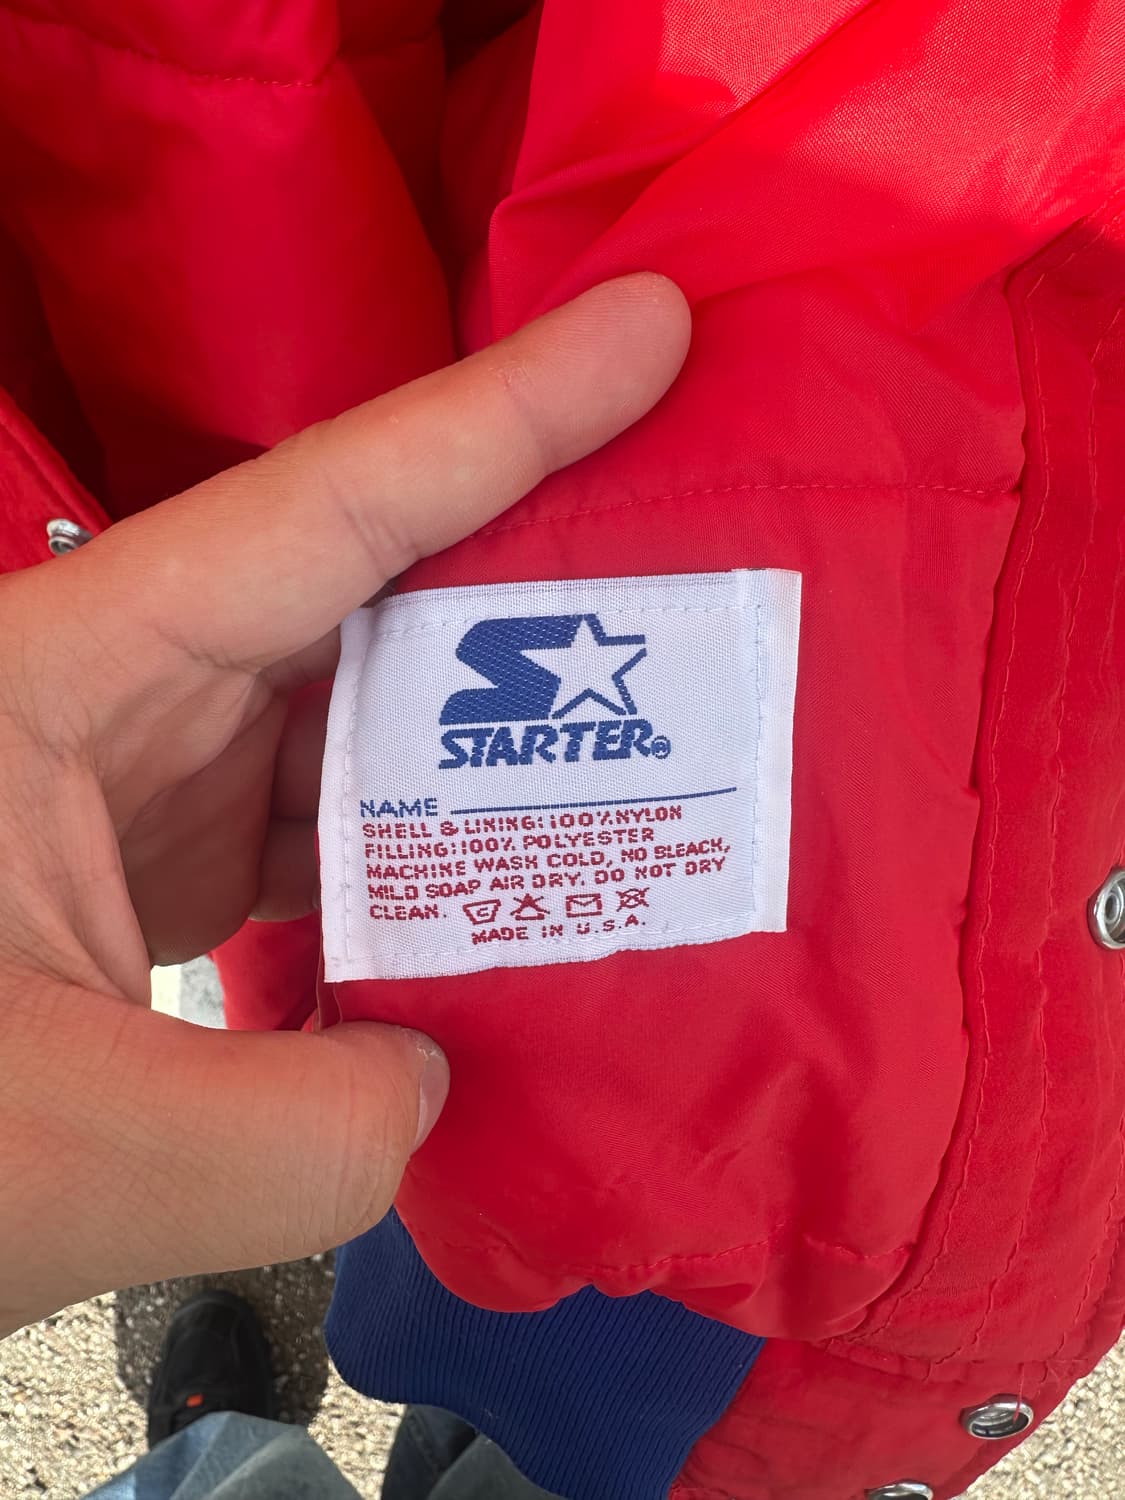 STARTER®
NAME
SHELL & LINING:100% NYLON
FILLING:100% POLYESTER
MACHINE WASH COLD, NO BLEACH,
MILD SOAP AIR DRY. DO NOT DRY
CLEAN.
MADE IN U.S.A.